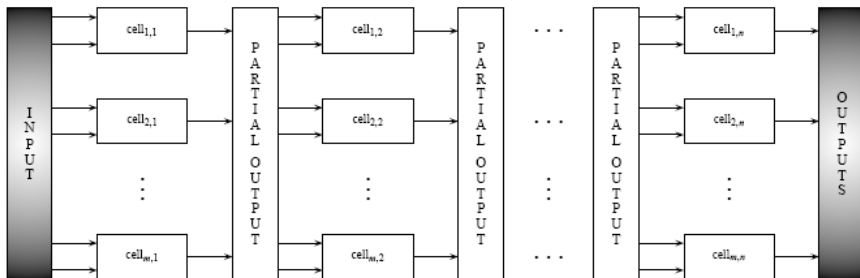 INPUT
cell1,1
cell2,1
⋮
cellm,1
PARTIAL OUTPUT
cell1,2
cell2,2
⋮
cellm,2
PARTIAL OUTPUT
. . .
. . .
⋮
. . .
PARTIAL OUTPUT
cell1,n
cell2,n
⋮
cellm,n
OUTPUTS